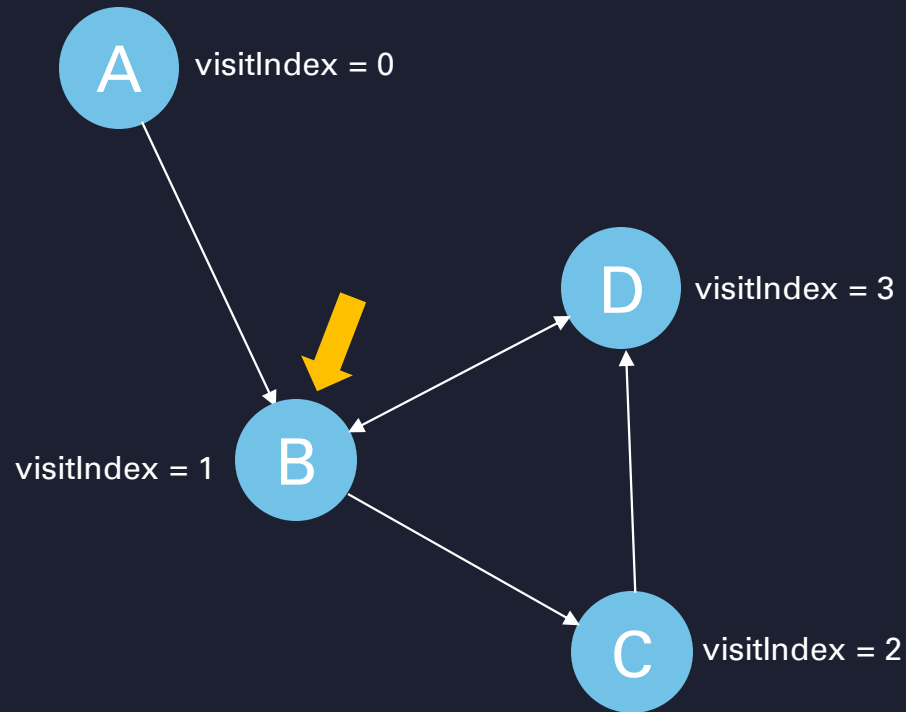 A
visitIndex = 0
D
visitIndex = 3
visitIndex = 1
B
C
visitIndex = 2